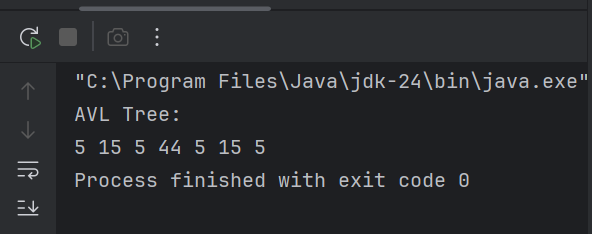 "C:\Program Files\Java\jdk-24\bin\java.exe"
AVL Tree:
5 15 5 44 5 15 5
Process finished with exit code 0